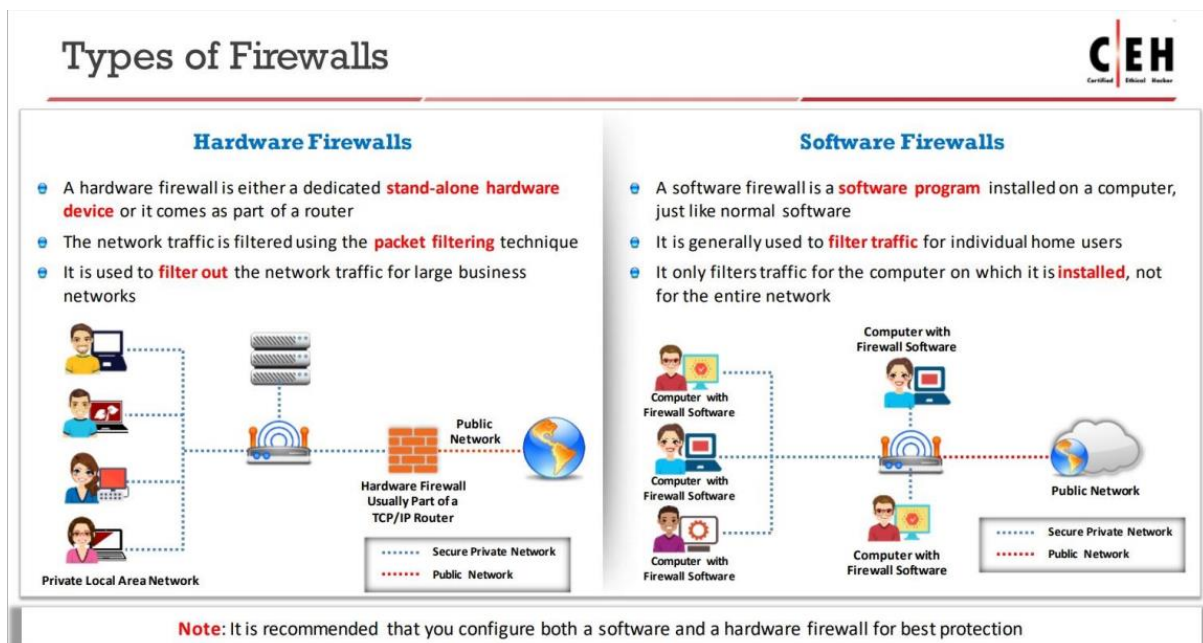 Types of Firewalls
C|EH
Certified Ethical Hacker
Hardware Firewalls
A hardware firewall is either a dedicated stand-alone hardware
device or it comes as part of a router
The network traffic is filtered using the packet filtering technique
It is used to filter out the network traffic for large business
networks
Public
Network
Hardware Firewall
Usually Part of a
TCP/IP Router
Private Local Area Network
Secure Private Network
Public Network
Software Firewalls
A software firewall is a software program installed on a computer,
just like normal software
It is generally used to filter traffic for individual home users
It only filters traffic for the computer on which it is installed, not
for the entire network
Computer with
Firewall Software
Computer with
Firewall Software
Computer with
Firewall Software
Computer with
Firewall Software
Computer with
Firewall Software
Public Network
Secure Private Network
Public Network
Note: It is recommended that you configure both a software and a hardware firewall for best protection